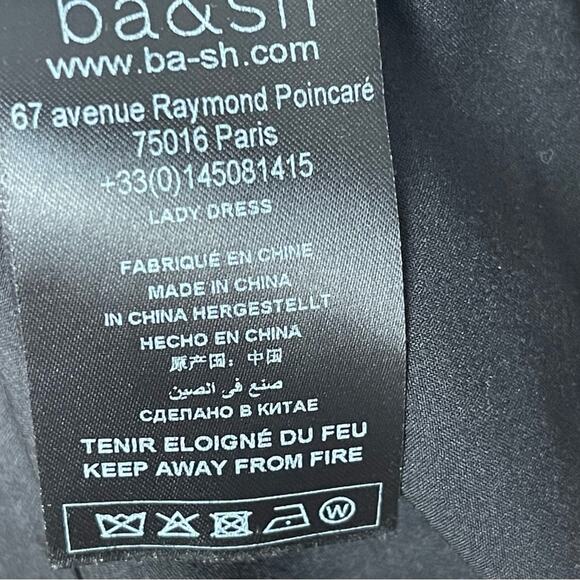 ba&sh
www.ba-sh.com
67 avenue Raymond Poincaré
75016 Paris
+33(0)145081415
LADY DRESS
FABRIQUÉ EN CHINE
MADE IN CHINA
IN CHINA HERGESTELLT
HECHO EN CHINA
原产国：中国
صنع في الصين
СДЕЛАНО В КИТАЕ
TENIR ELOIGNÉ DU FEU
KEEP AWAY FROM FIRE
W